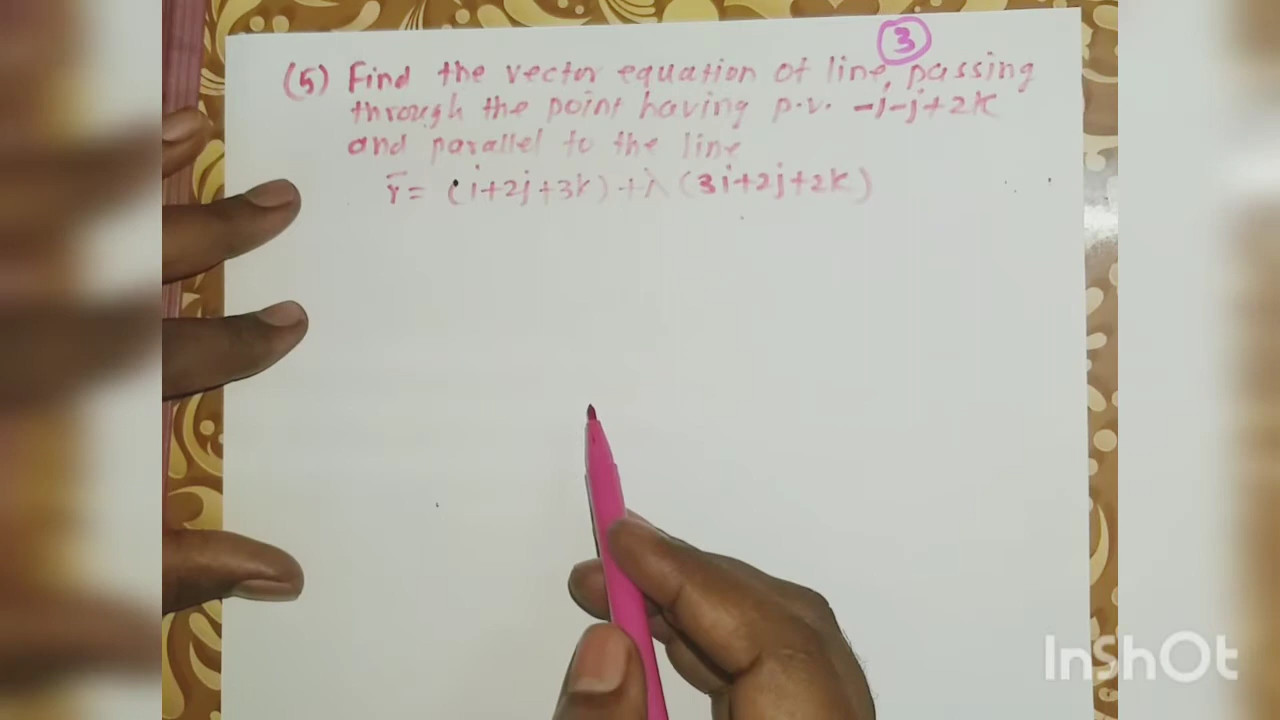 ③
(5) Find the vector equation of line, passing
through the point having p.v. -i-j+2k
and parallel to the line
r̄ = (i+2j+3k)+λ(3i+2j+2k)
InShOt